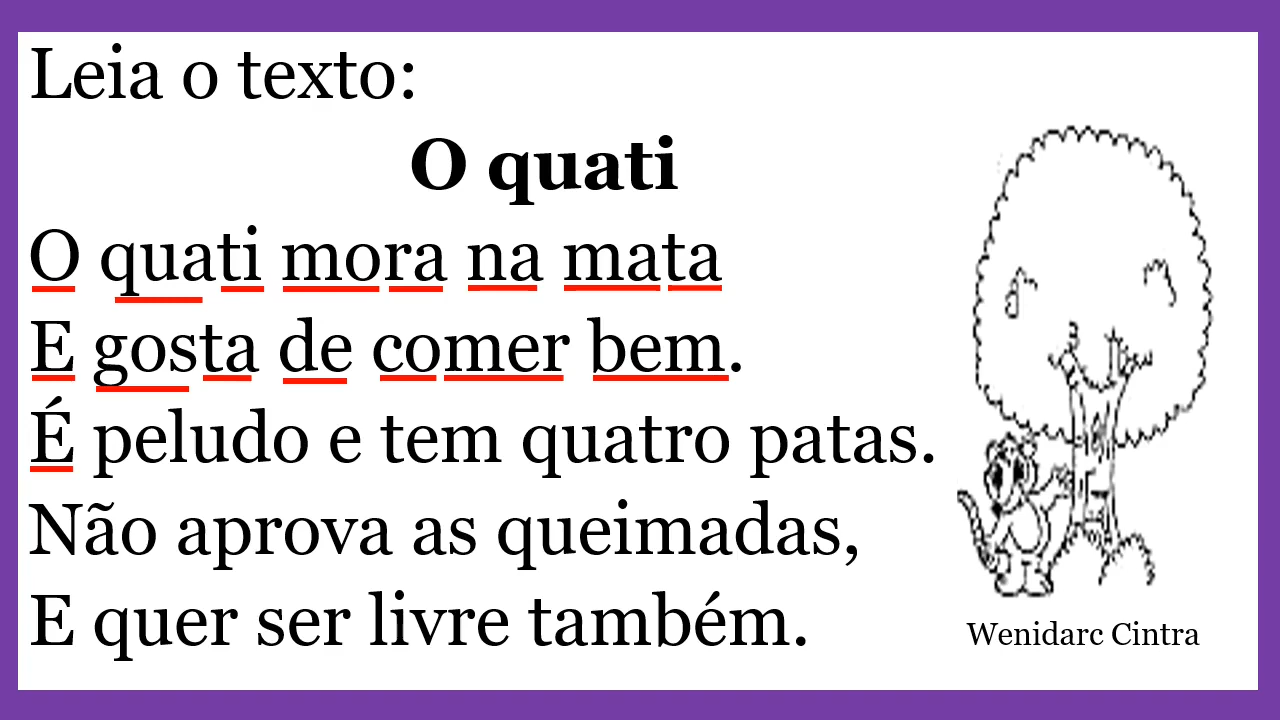 Leia o texto:
O quati
O quati mora na mata
E gosta de comer bem.
É peludo e tem quatro patas.
Não aprova as queimadas,
E quer ser livre também.
Wenidarc Cintra